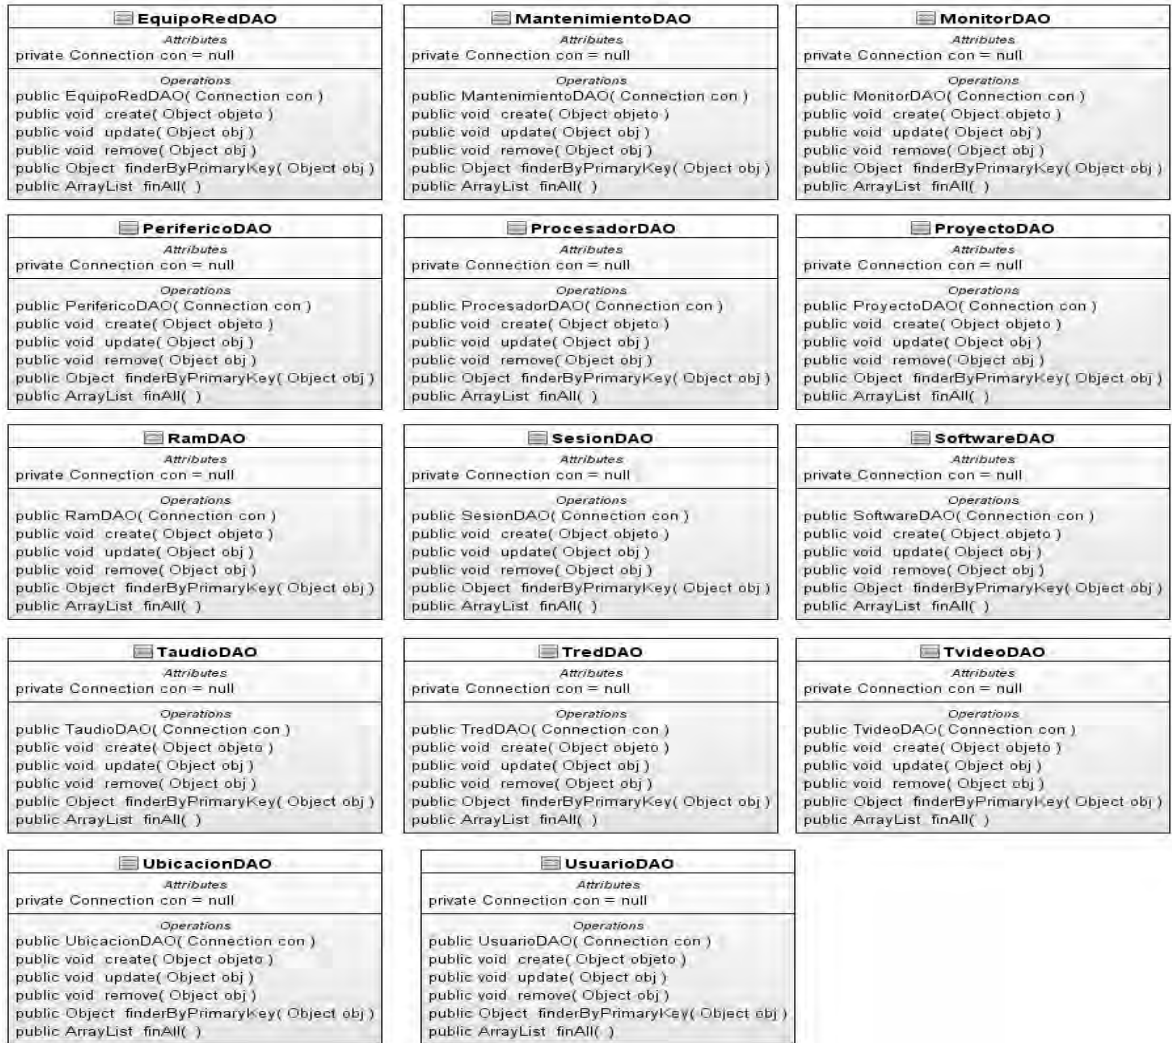 EquipoRedDAO
Attributes
private Connection con = null
Operations
public EquipoRedDAO( Connection con )
public void create( Object objeto )
public void update( Object obj )
public void remove( Object obj )
public Object finderByPrimaryKey( Object obj )
public ArrayList finAll( )
MantenimientoDAO
Attributes
private Connection con = null
Operations
public MantenimientoDAO( Connection con )
public void create( Object objeto )
public void update( Object obj )
public void remove( Object obj )
public Object finderByPrimaryKey( Object obj )
public ArrayList finAll( )
MonitorDAO
Attributes
private Connection con = null
Operations
public MonitorDAO( Connection con )
public void create( Object objeto )
public void update( Object obj )
public void remove( Object obj )
public Object finderByPrimaryKey( Object obj )
public ArrayList finAll( )
PerifericoDAO
Attributes
private Connection con = null
Operations
public PerifericoDAO( Connection con )
public void create( Object objeto )
public void update( Object obj )
public void remove( Object obj )
public Object finderByPrimaryKey( Object obj )
public ArrayList finAll( )
ProcesadorDAO
Attributes
private Connection con = null
Operations
public ProcesadorDAO( Connection con )
public void create( Object objeto )
public void update( Object obj )
public void remove( Object obj )
public Object finderByPrimaryKey( Object obj )
public ArrayList finAll( )
ProyectoDAO
Attributes
private Connection con = null
Operations
public ProyectoDAO( Connection con )
public void create( Object objeto )
public void update( Object obj )
public void remove( Object obj )
public Object finderByPrimaryKey( Object obj )
public ArrayList finAll( )
RamDAO
Attributes
private Connection con = null
Operations
public RamDAO( Connection con )
public void create( Object objeto )
public void update( Object obj )
public void remove( Object obj )
public Object finderByPrimaryKey( Object obj )
public ArrayList finAll( )
SesionDAO
Attributes
private Connection con = null
Operations
public SesionDAO( Connection con )
public void create( Object objeto )
public void update( Object obj )
public void remove( Object obj )
public Object finderByPrimaryKey( Object obj )
public ArrayList finAll( )
SoftwareDAO
Attributes
private Connection con = null
Operations
public SoftwareDAO( Connection con )
public void create( Object objeto )
public void update( Object obj )
public void remove( Object obj )
public Object finderByPrimaryKey( Object obj )
public ArrayList finAll( )
TaudioDAO
Attributes
private Connection con = null
Operations
public TaudioDAO( Connection con )
public void create( Object objeto )
public void update( Object obj )
public void remove( Object obj )
public Object finderByPrimaryKey( Object obj )
public ArrayList finAll( )
TredDAO
Attributes
private Connection con = null
Operations
public TredDAO( Connection con )
public void create( Object objeto )
public void update( Object obj )
public void remove( Object obj )
public Object finderByPrimaryKey( Object obj )
public ArrayList finAll( )
TvideoDAO
Attributes
private Connection con = null
Operations
public TvideoDAO( Connection con )
public void create( Object objeto )
public void update( Object obj )
public void remove( Object obj )
public Object finderByPrimaryKey( Object obj )
public ArrayList finAll( )
UbicacionDAO
Attributes
private Connection con = null
Operations
public UbicacionDAO( Connection con )
public void create( Object objeto )
public void update( Object obj )
public void remove( Object obj )
public Object finderByPrimaryKey( Object obj )
public ArrayList finAll( )
UsuarioDAO
Attributes
private Connection con = null
Operations
public UsuarioDAO( Connection con )
public void create( Object objeto )
public void update( Object obj )
public void remove( Object obj )
public Object finderByPrimaryKey( Object obj )
public ArrayList finAll( )